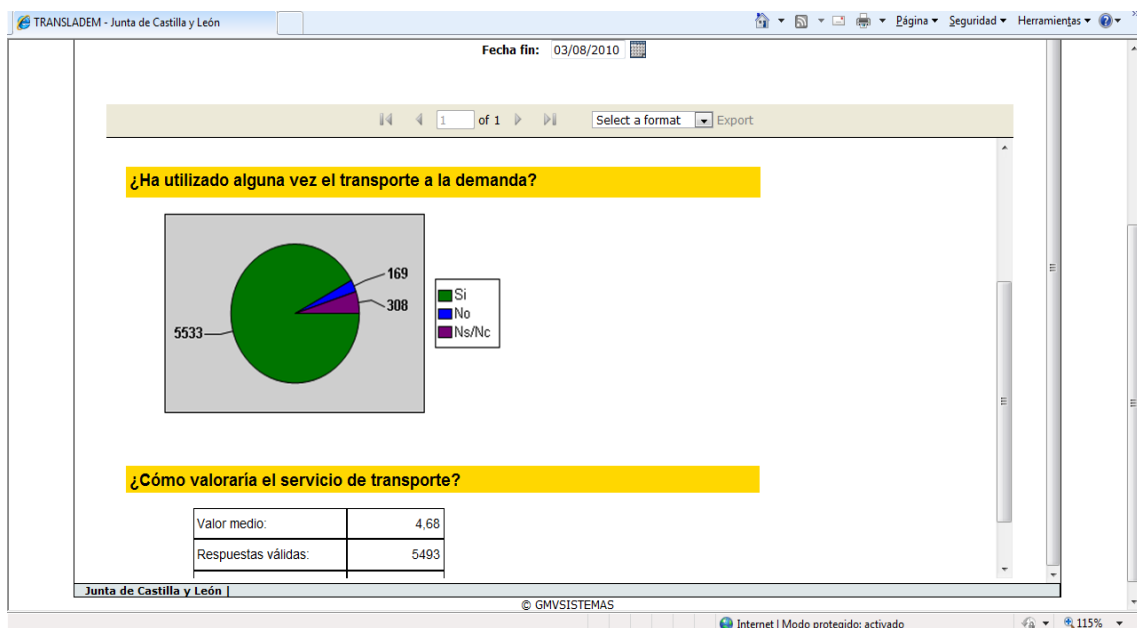 TRANSLADEM - Junta de Castilla y León
Página Seguridad Herramientas
Fecha fin: 03/08/2010
1 of 1 Select a format Export
¿Ha utilizado alguna vez el transporte a la demanda?
169
308
5533
Si
No
Ns/Nc
¿Cómo valoraría el servicio de transporte?
Valor medio: 4,68
Respuestas válidas: 5493
Junta de Castilla y León |
© GMVSISTEMAS
Internet | Modo protegido: activado 115%